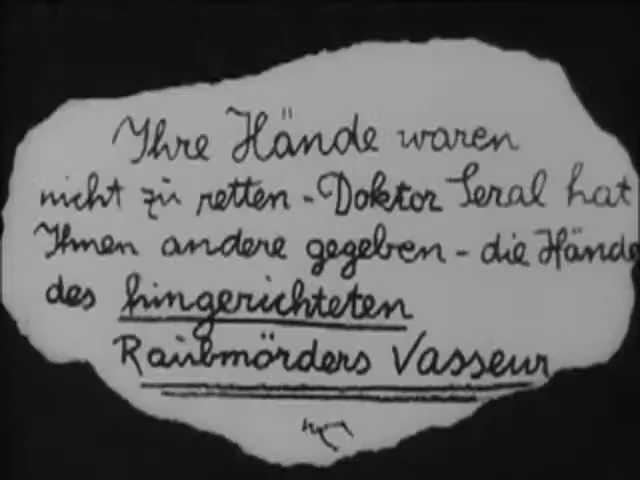 Ihre Hände waren
nicht zu retten - Doktor Seral hat
Ihnen andere gegeben - die Hände
des hingerichteten
Raubmörders Vasseur